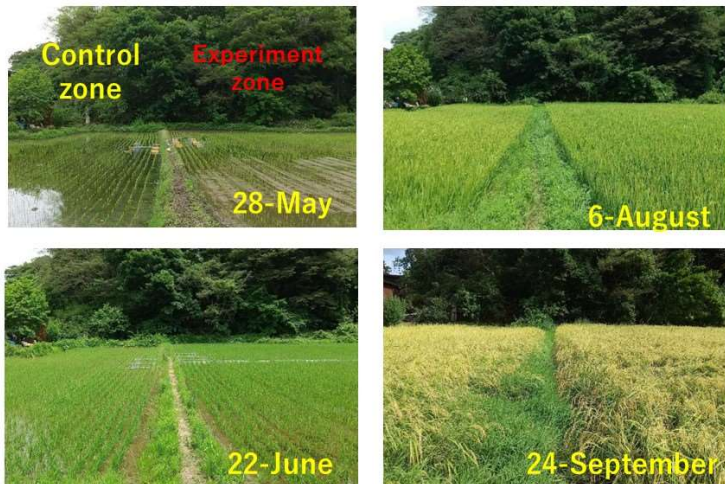 Control
zone
Experiment
zone
28-May
6-August
22-June
24-September